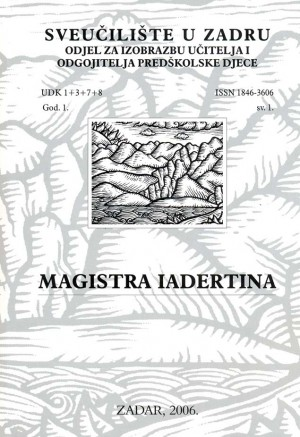 SVEUČILIŠTE U ZADRU
ODJEL ZA IZOBRAZBU UČITELJA I
ODGOJITELJA PREDŠKOLSKE DJECE
UDK 1+3+7+8 ISSN 1846-3606
God. 1. sv. 1.
MAGISTRA IADERTINA
ZADAR, 2006.